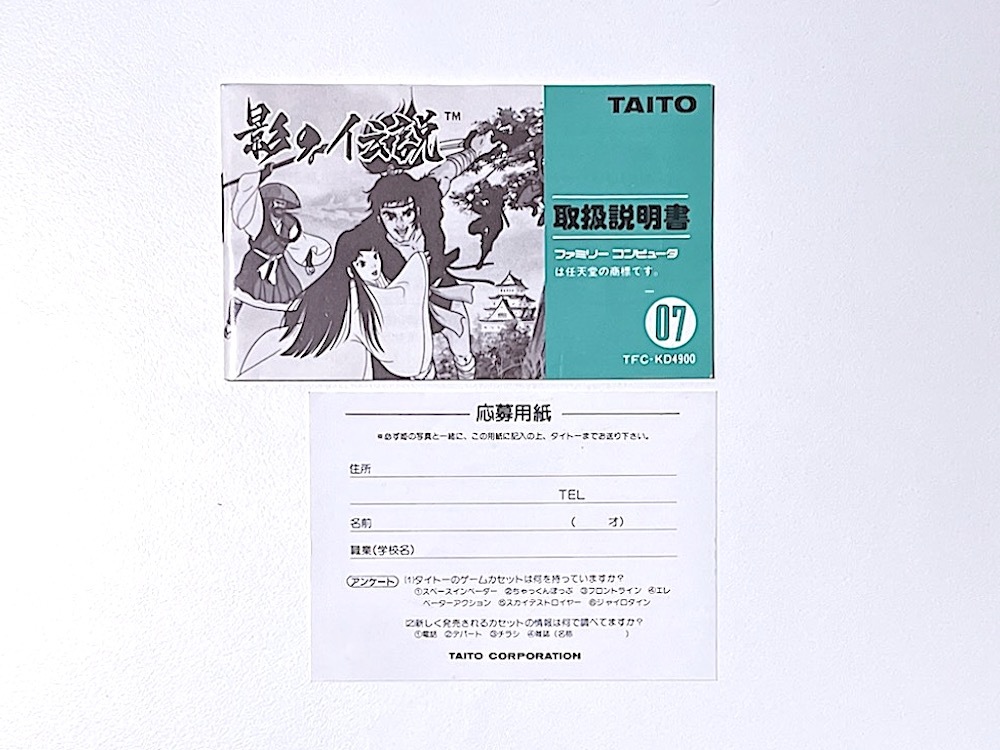 影の伝説 TM
TAITO
取扱説明書
ファミリーコンピュータ
は任天堂の商標です。
07
TFC-KD4900
応募用紙
*必ず姫の写真と一緒に、この用紙に記入の上、タイトーまでお送り下さい。
住所
TEL
名前 ( 才)
職業(学校名)
アンケート (1)タイトーのゲームカセットは何を持っていますか?
①スペースインベーダー ②ちゃっくんぽっぷ ③フロントライン ④エレ
ベーターアクション ⑤スカイデストロイヤー ⑥ジャイロダイン
(2)新しく発売されるカセットの情報は何で調べてますか?
①電話 ②デパート ③チラシ ④雑誌(名称 )
TAITO CORPORATION